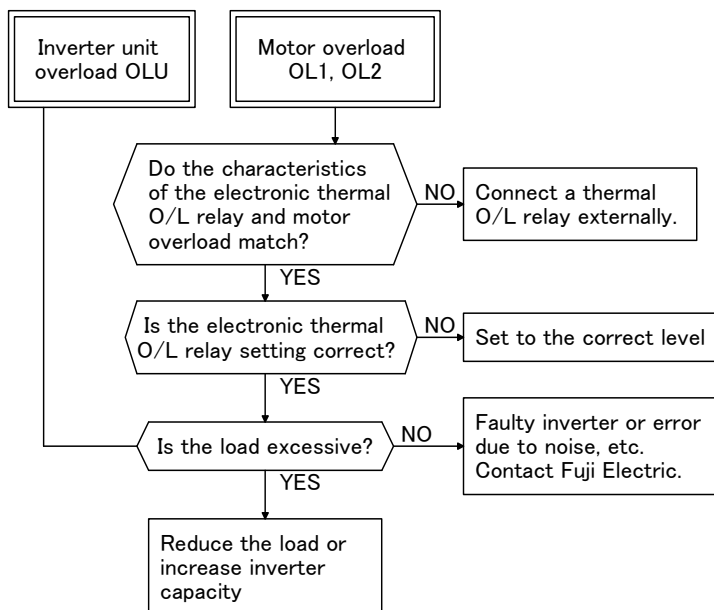 Inverter unit
overload OLU
Motor overload
OL1, OL2
Do the characteristics
of the electronic thermal
O/L relay and motor
overload match?
NO
Connect a thermal
O/L relay externally.
YES
Is the electronic thermal
O/L relay setting correct?
NO
Set to the correct level
YES
Is the load excessive?
NO
Faulty inverter or error
due to noise, etc.
Contact Fuji Electric.
YES
Reduce the load or
increase inverter
capacity